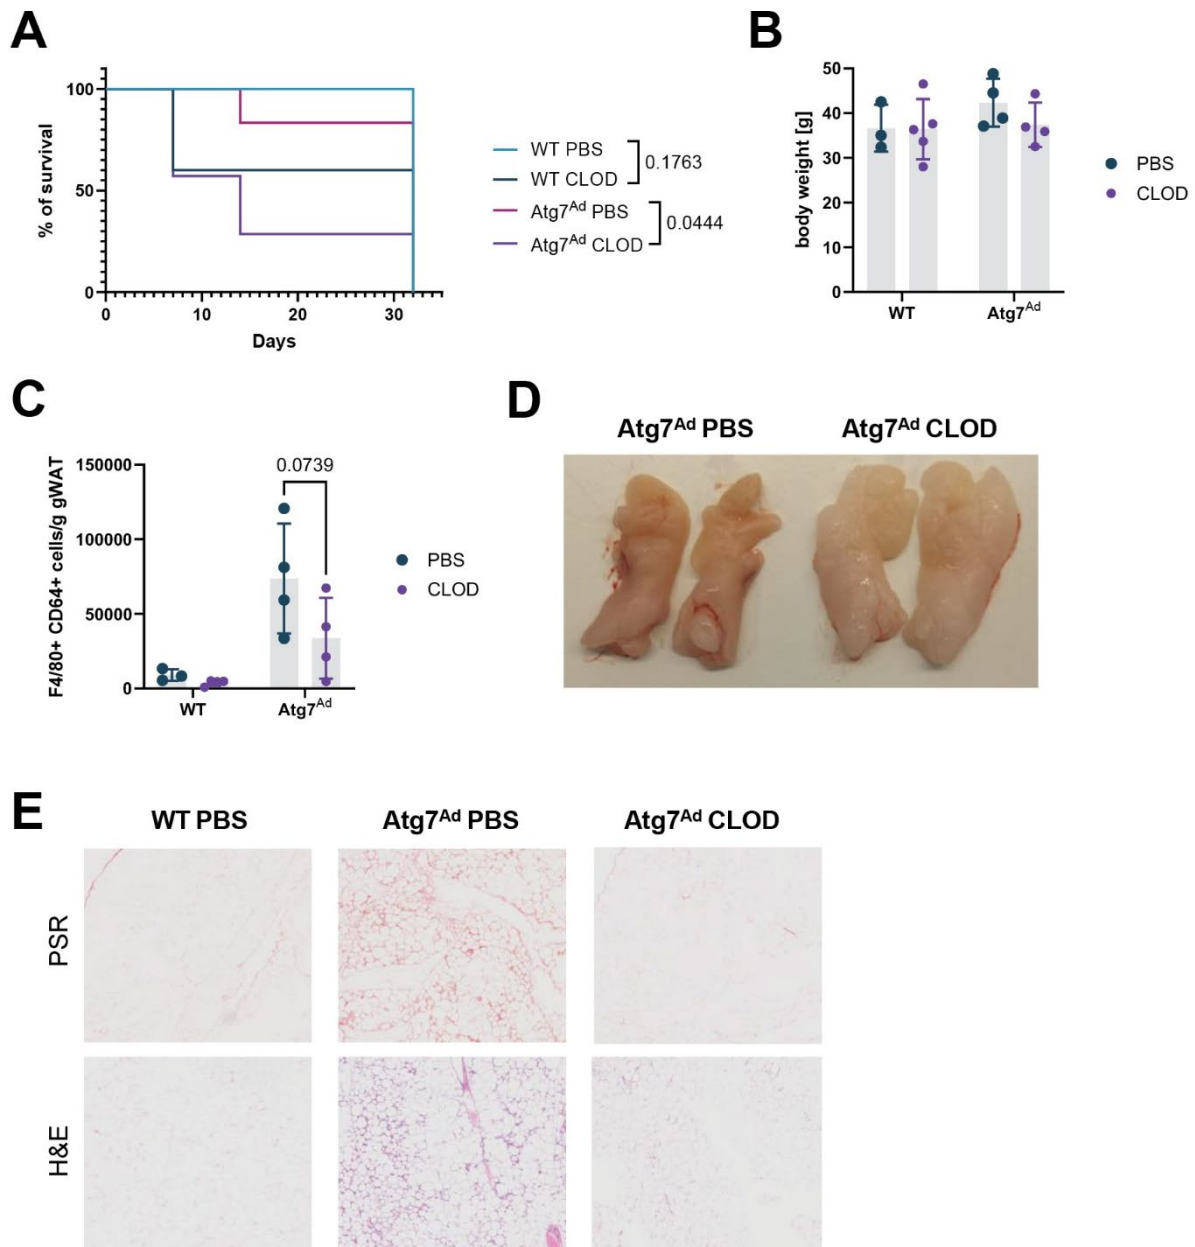 A
% of survival
100
50
0
0 10 20 30
Days
WT PBS
WT CLOD
0.1763
Atg7Ad PBS
Atg7Ad CLOD
0.0444
B
body weight [g]
50
40
30
20
10
0
WT Atg7Ad
PBS
CLOD
C
F4/80+ CD64+ cells/g gWAT
150000
100000
50000
0
0.0739
WT Atg7Ad
PBS
CLOD
D
Atg7Ad PBS Atg7Ad CLOD
E
WT PBS Atg7Ad PBS Atg7Ad CLOD
PSR
H&E